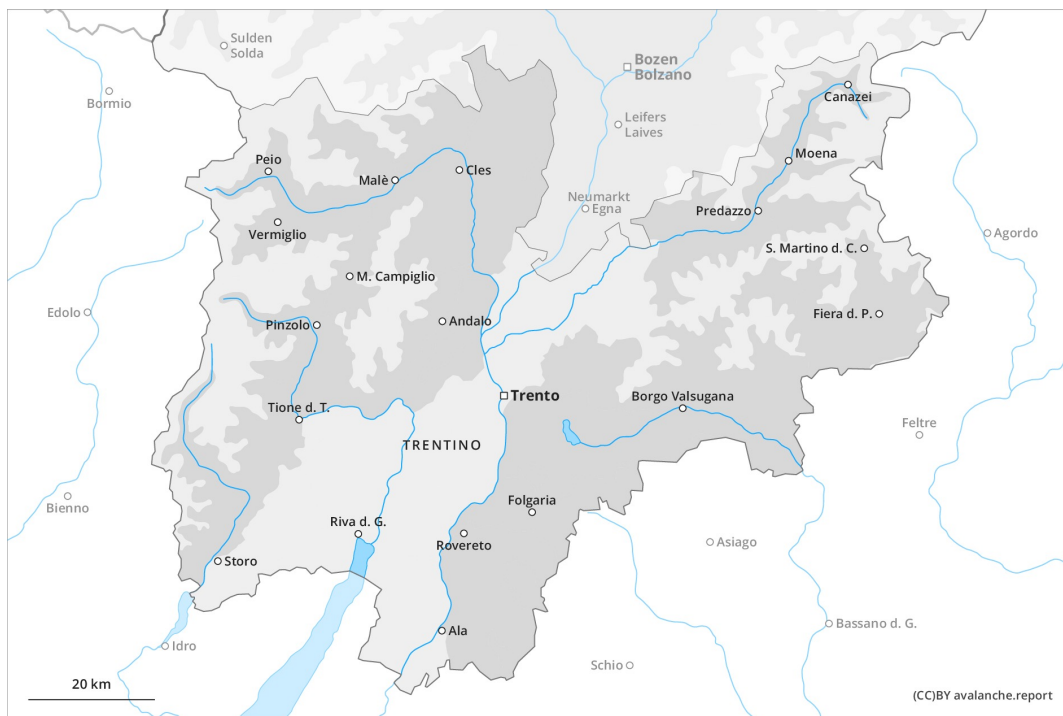 Sulden
Solda
Bozen
Bolzano
Bormio
Canazei
Leifers
Laives
Moena
Peio
Malè
Cles
Neumarkt
Egna
Predazzo
Vermiglio
S. Martino d. C.
Agordo
M. Campiglio
Edolo
Pinzolo
Andalo
Fiera d. P.
Trento
Borgo Valsugana
Tione d. T.
Feltre
TRENTINO
Bienno
Folgaria
Riva d. G.
Rovereto
Asiago
Storo
Ala
Bassano d. G.
Idro
Schio
20 km
(CC)BY avalanche.report